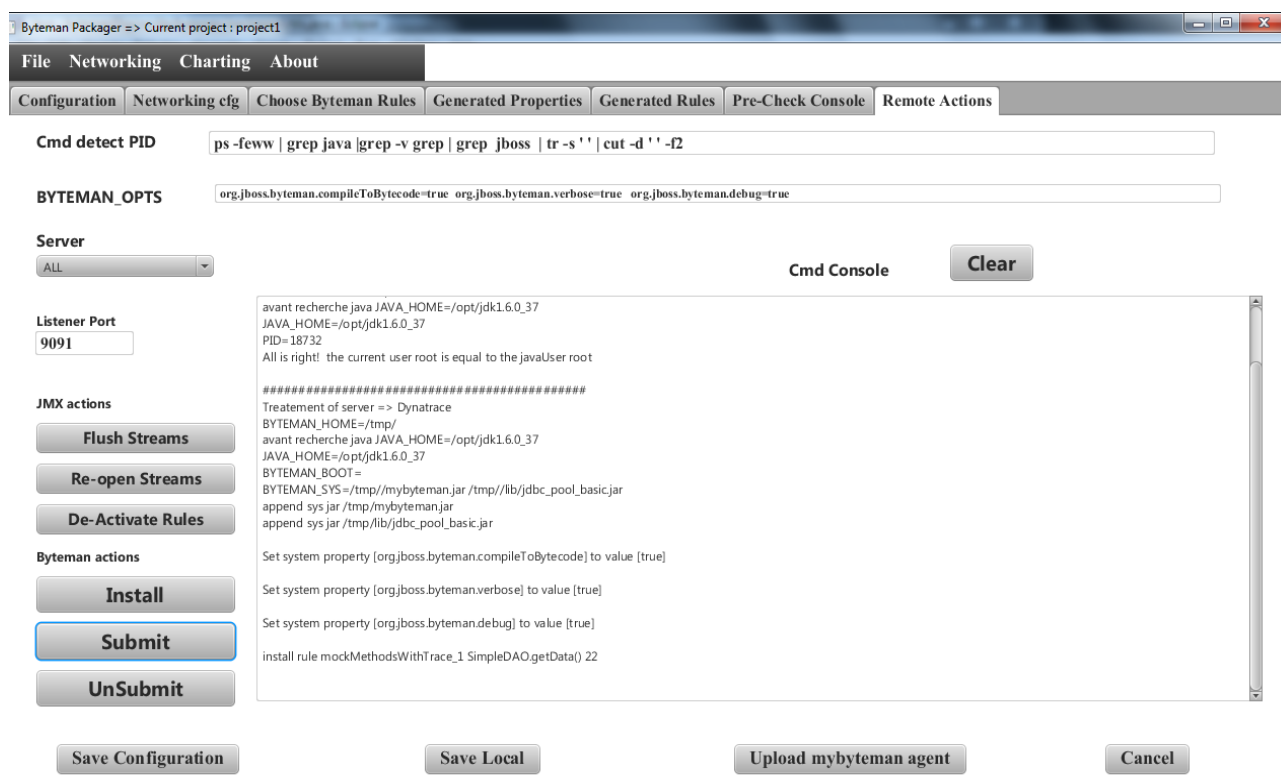 Byteman Packager => Current project : project1
File Networking Charting About
Configuration Networking cfg Choose Byteman Rules Generated Properties Generated Rules Pre-Check Console Remote Actions
Cmd detect PID ps -feww | grep java |grep -v grep | grep jboss | tr -s ' ' | cut -d ' ' -f2
BYTEMAN_OPTS org.jboss.byteman.compileToBytecode=true org.jboss.byteman.verbose=true org.jboss.byteman.debug=true
Server
ALL
Cmd Console Clear
Listener Port
9091
JMX actions
Flush Streams
Re-open Streams
De-Activate Rules
Byteman actions
Install
Submit
UnSubmit
avant recherche java JAVA_HOME=/opt/jdk1.6.0_37
JAVA_HOME=/opt/jdk1.6.0_37
PID=18732
All is right! the current user root is equal to the javaUser root
#############################################
Treatement of server => Dynatrace
BYTEMAN_HOME=/tmp/
avant recherche java JAVA_HOME=/opt/jdk1.6.0_37
JAVA_HOME=/opt/jdk1.6.0_37
BYTEMAN_BOOT=
BYTEMAN_SYS=/tmp//mybyteman.jar /tmp//lib/jdbc_pool_basic.jar
append sys jar /tmp/mybyteman.jar
append sys jar /tmp/lib/jdbc_pool_basic.jar
Set system property [org.jboss.byteman.compileToBytecode] to value [true]
Set system property [org.jboss.byteman.verbose] to value [true]
Set system property [org.jboss.byteman.debug] to value [true]
install rule mockMethodsWithTrace_1 SimpleDAO.getData() 22
Save Configuration Save Local Upload mybyteman agent Cancel